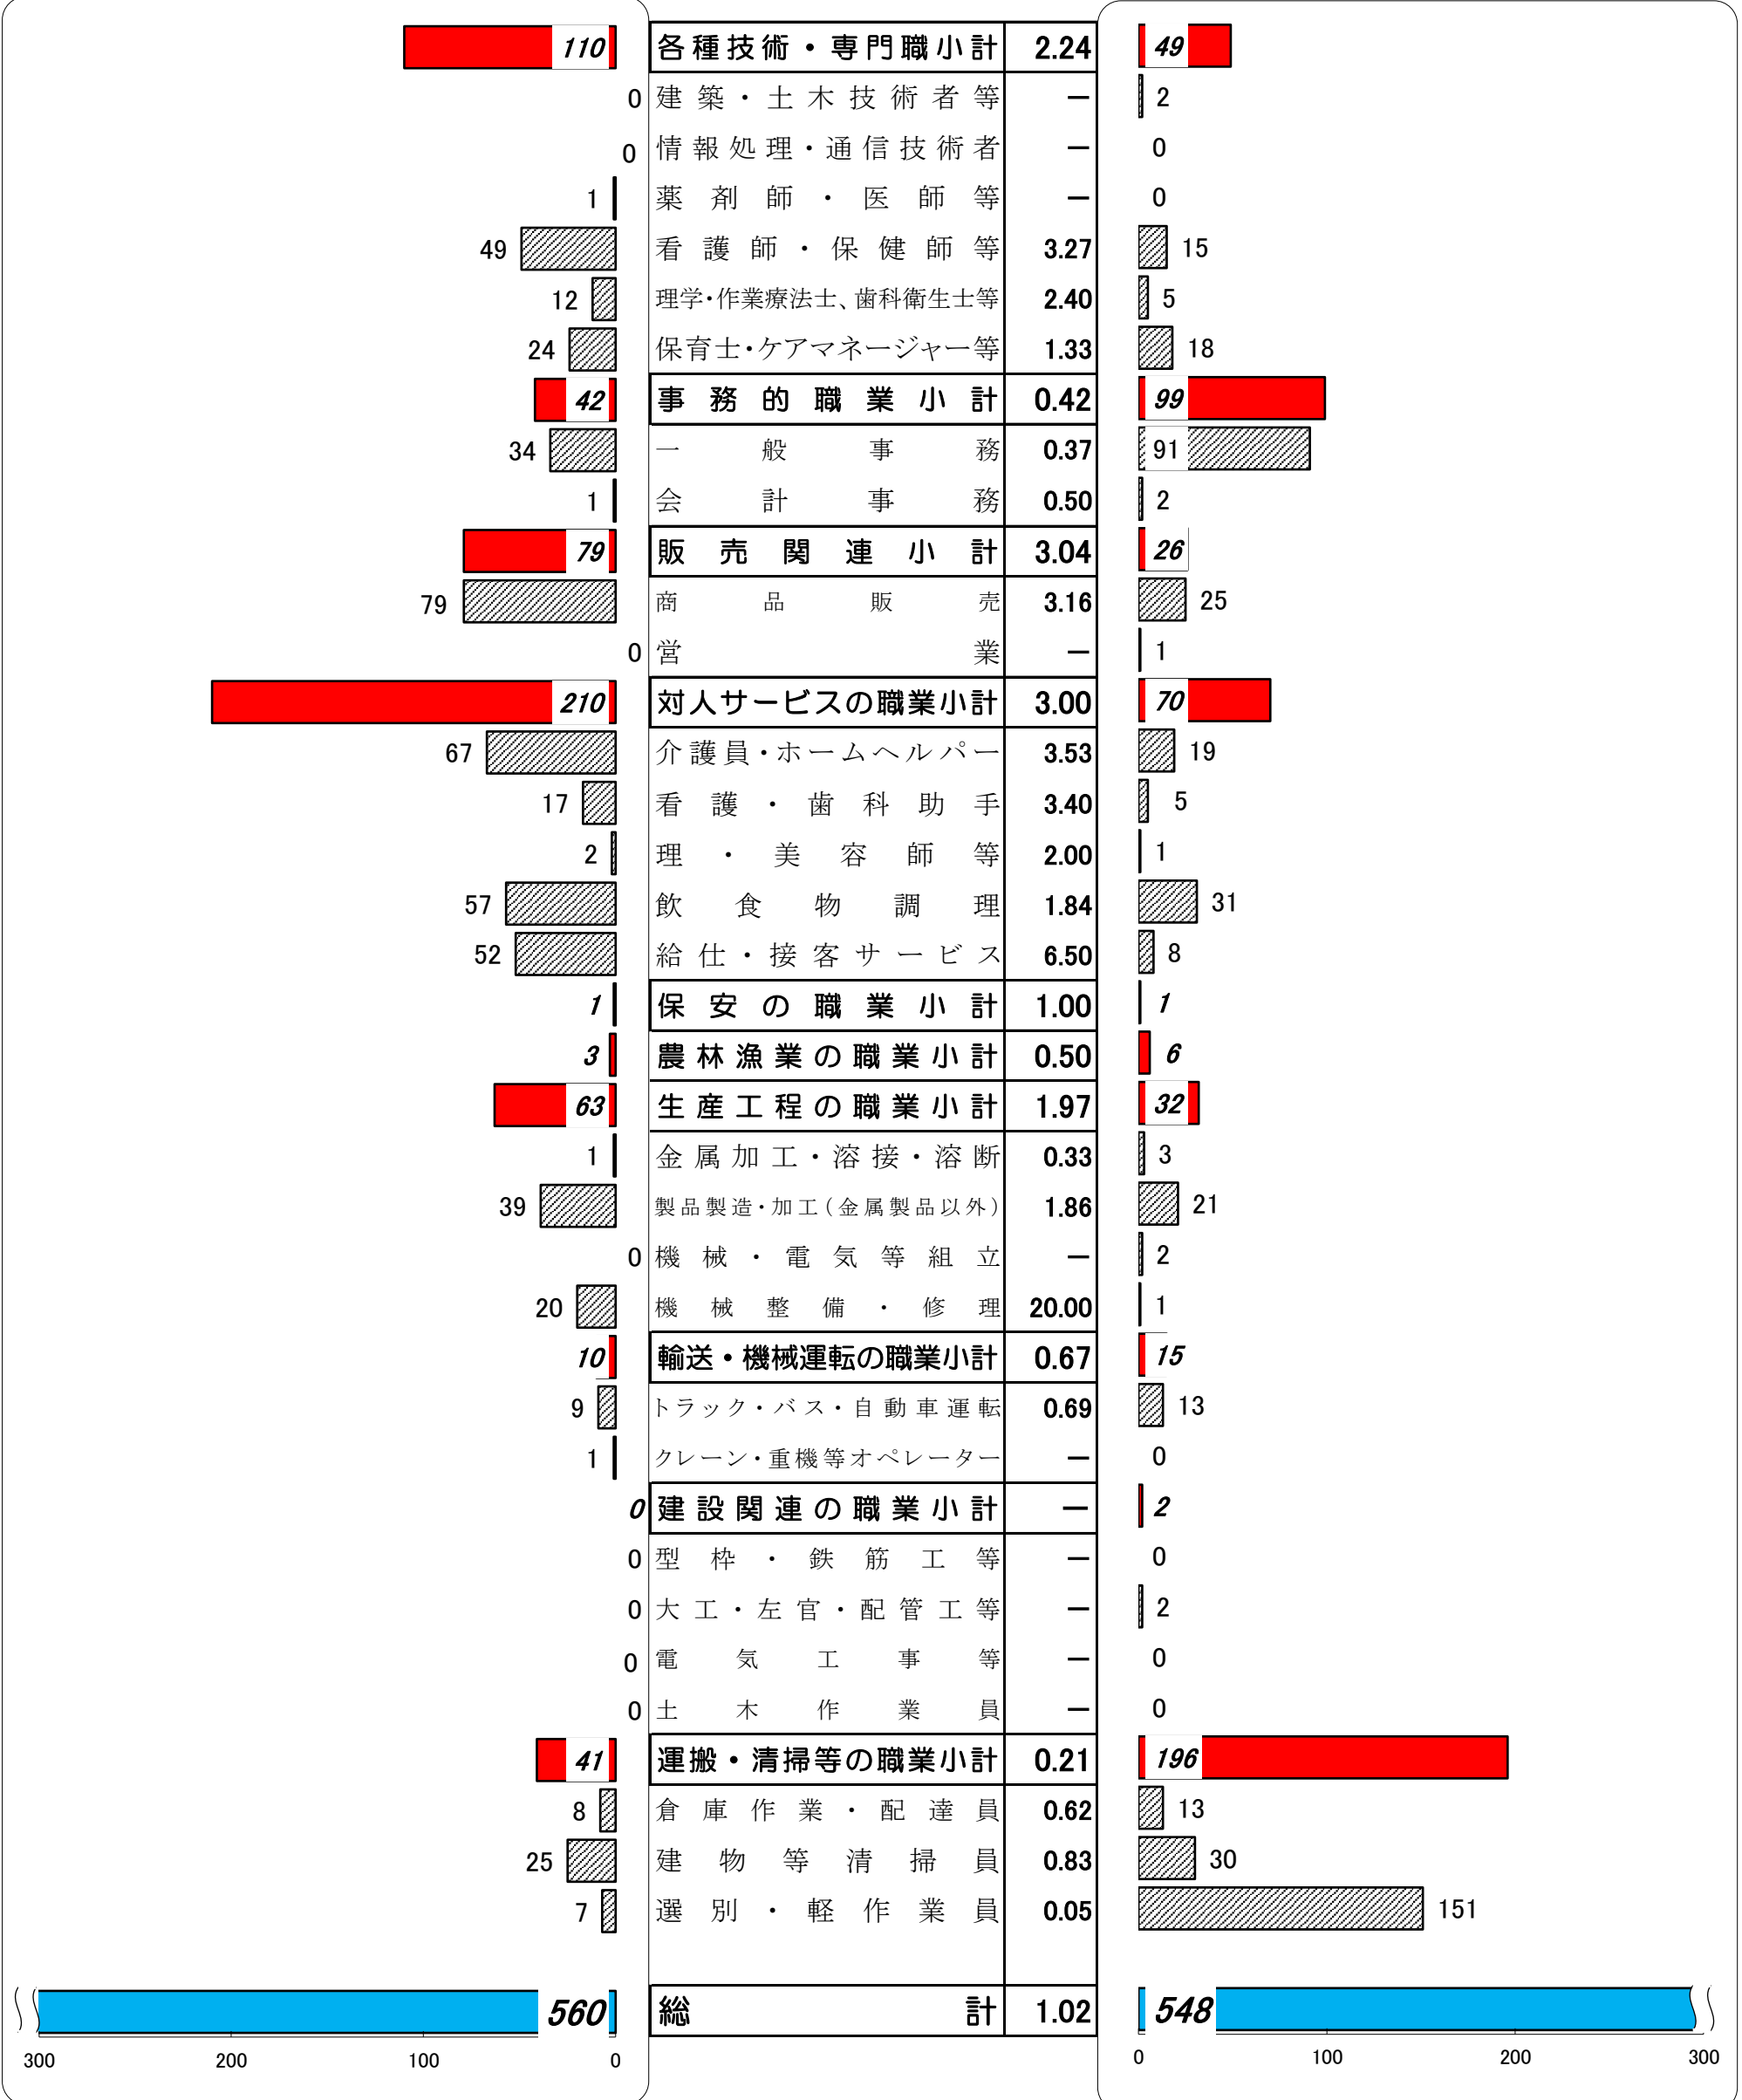 110 各種技術・専門職小計 2.24 49
0 建築・土木技術者等 ー 2
0 情報処理・通信技術者 ー 0
1 薬剤師・医師等 ー 0
49 看護師・保健師等 3.27 15
12 理学・作業療法士、歯科衛生士等 2.40 5
24 保育士・ケアマネージャー等 1.33 18
42 事務的職業小計 0.42 99
34 一般事務 0.37 91
1 会計事務 0.50 2
79 販売関連小計 3.04 26
79 商品販売 3.16 25
0 営業 ー 1
210 対人サービスの職業小計 3.00 70
67 介護員・ホームヘルパー 3.53 19
17 看護・歯科助手 3.40 5
2 理・美容師等 2.00 1
57 飲食物調理 1.84 31
52 給仕・接客サービス 6.50 8
1 保安の職業小計 1.00 1
3 農林漁業の職業小計 0.50 6
63 生産工程の職業小計 1.97 32
1 金属加工・溶接・溶断 0.33 3
39 製品製造・加工(金属製品以外) 1.86 21
0 機械・電気等組立 ー 2
20 機械整備・修理 20.00 1
10 輸送・機械運転の職業小計 0.67 15
9 トラック・バス・自動車運転 0.69 13
1 クレーン・重機等オペレーター ー 0
0 建設関連の職業小計 ー 2
0 型枠・鉄筋工等 ー 0
0 大工・左官・配管工等 ー 2
0 電気工事等 ー 0
0 土木作業員 ー 0
41 運搬・清掃等の職業小計 0.21 196
8 倉庫作業・配達員 0.62 13
25 建物等清掃員 0.83 30
7 選別・軽作業員 0.05 151
560 総計 1.02 548
300 200 100 0 0 100 200 300